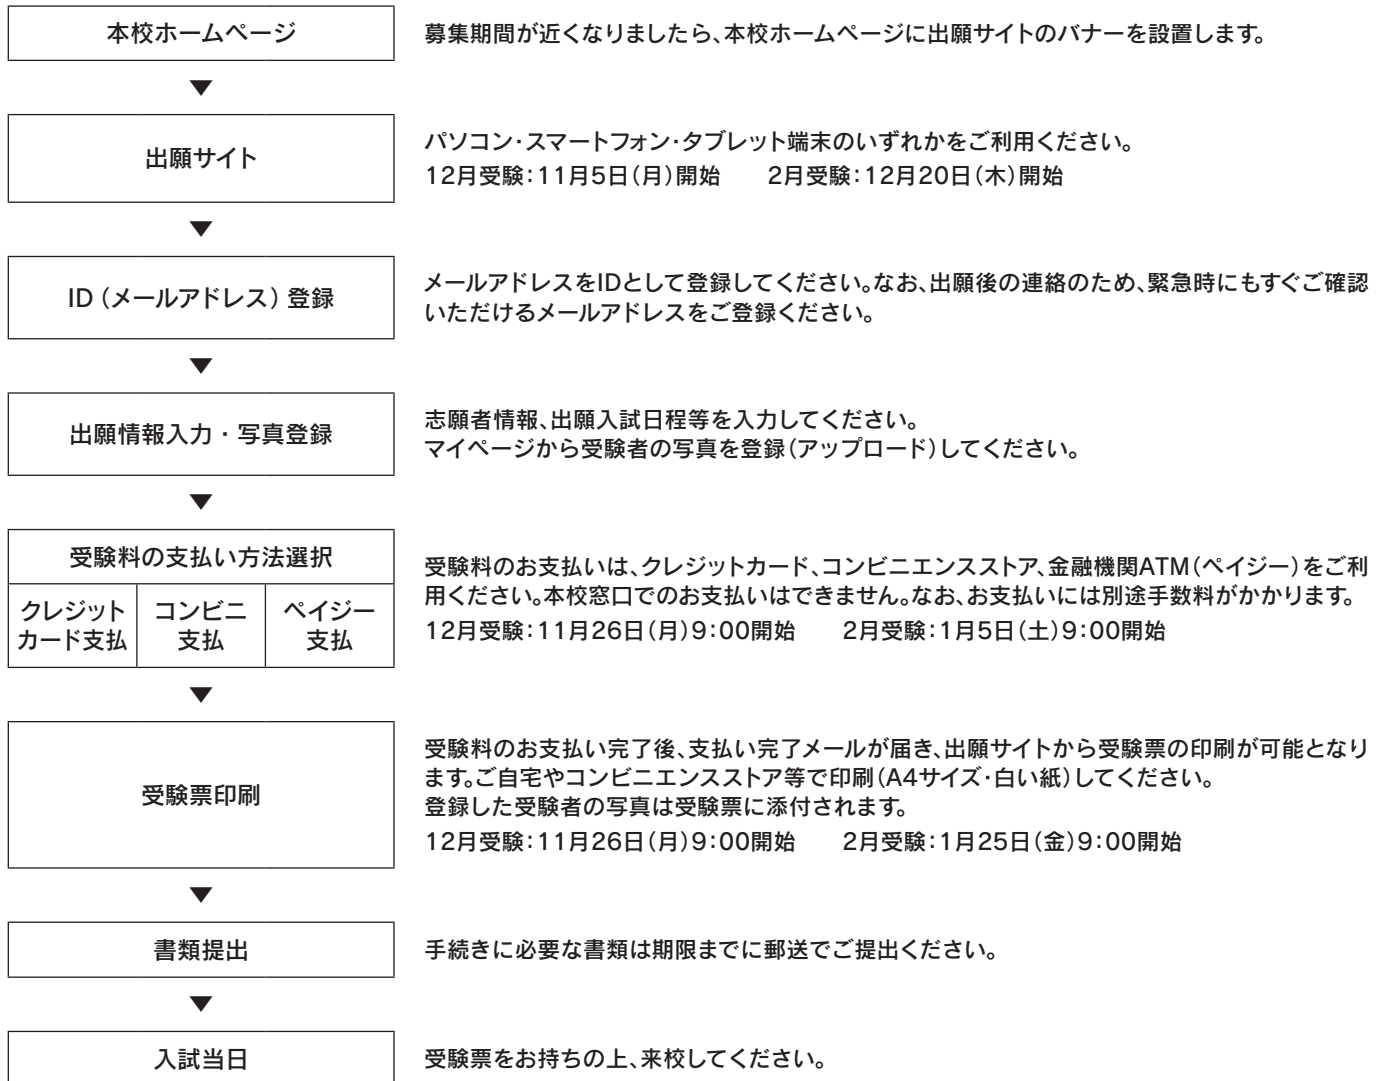 本校ホームページ
募集期間が近くなりましたら、本校ホームページに出願サイトのバナーを設置します。
▼
出願サイト
パソコン・スマートフォン・タブレット端末のいずれかをご利用ください。
12月受験：11月5日（月）開始　　2月受験：12月20日（木）開始
▼
ID（メールアドレス）登録
メールアドレスをIDとして登録してください。なお、出願後の連絡のため、緊急時にもすぐご確認
いただけるメールアドレスをご登録ください。
▼
出願情報入力・写真登録
志願者情報、出願入試日程等を入力してください。
マイページから受験者の写真を登録（アップロード）してください。
▼
受験料の支払い方法選択
クレジット
カード支払
コンビニ
支払
ペイジー
支払
受験料のお支払いは、クレジットカード、コンビニエンスストア、金融機関ATM（ペイジー）をご利
用ください。本校窓口でのお支払いはできません。なお、お支払いには別途手数料がかかります。
12月受験：11月26日（月）9：00開始　　2月受験：1月5日（土）9：00開始
▼
受験票印刷
受験料のお支払い完了後、支払い完了メールが届き、出願サイトから受験票の印刷が可能となり
ます。ご自宅やコンビニエンスストア等で印刷（A4サイズ・白い紙）してください。
登録した受験者の写真は受験票に添付されます。
12月受験：11月26日（月）9：00開始　　2月受験：1月25日（金）9：00開始
▼
書類提出
手続きに必要な書類は期限までに郵送でご提出ください。
▼
入試当日
受験票をお持ちの上、来校してください。